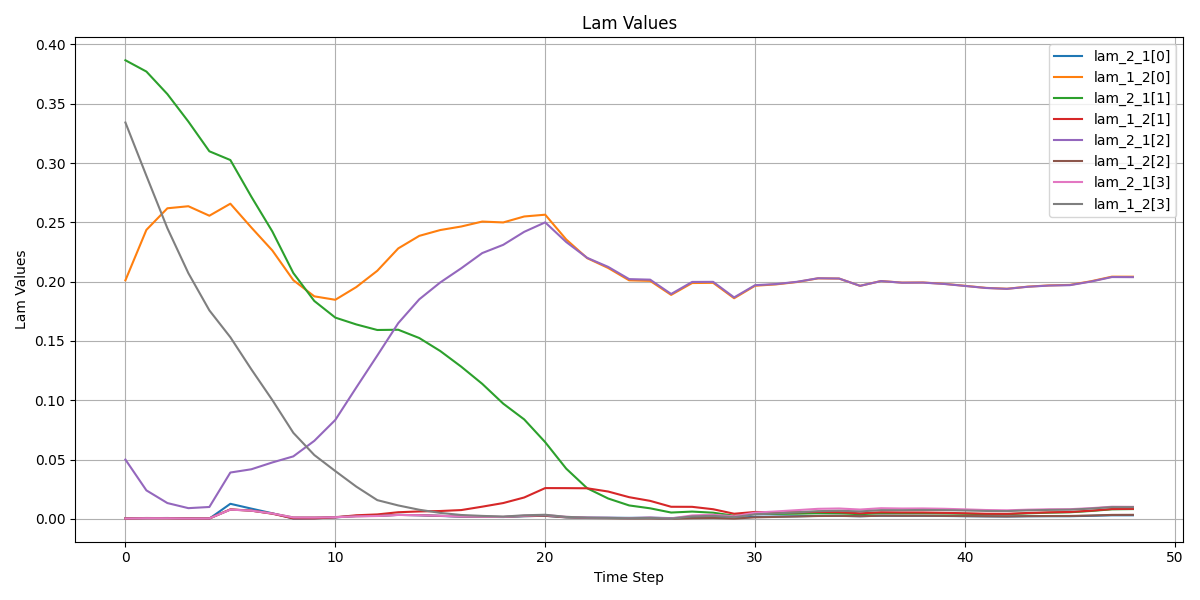 Lam Values
Lam Values
0.40
0.35
0.30
0.25
0.20
0.15
0.10
0.05
0.00
0
10
20
30
40
50
Time Step
lam_2_1[0]
lam_1_2[0]
lam_2_1[1]
lam_1_2[1]
lam_2_1[2]
lam_1_2[2]
lam_2_1[3]
lam_1_2[3]